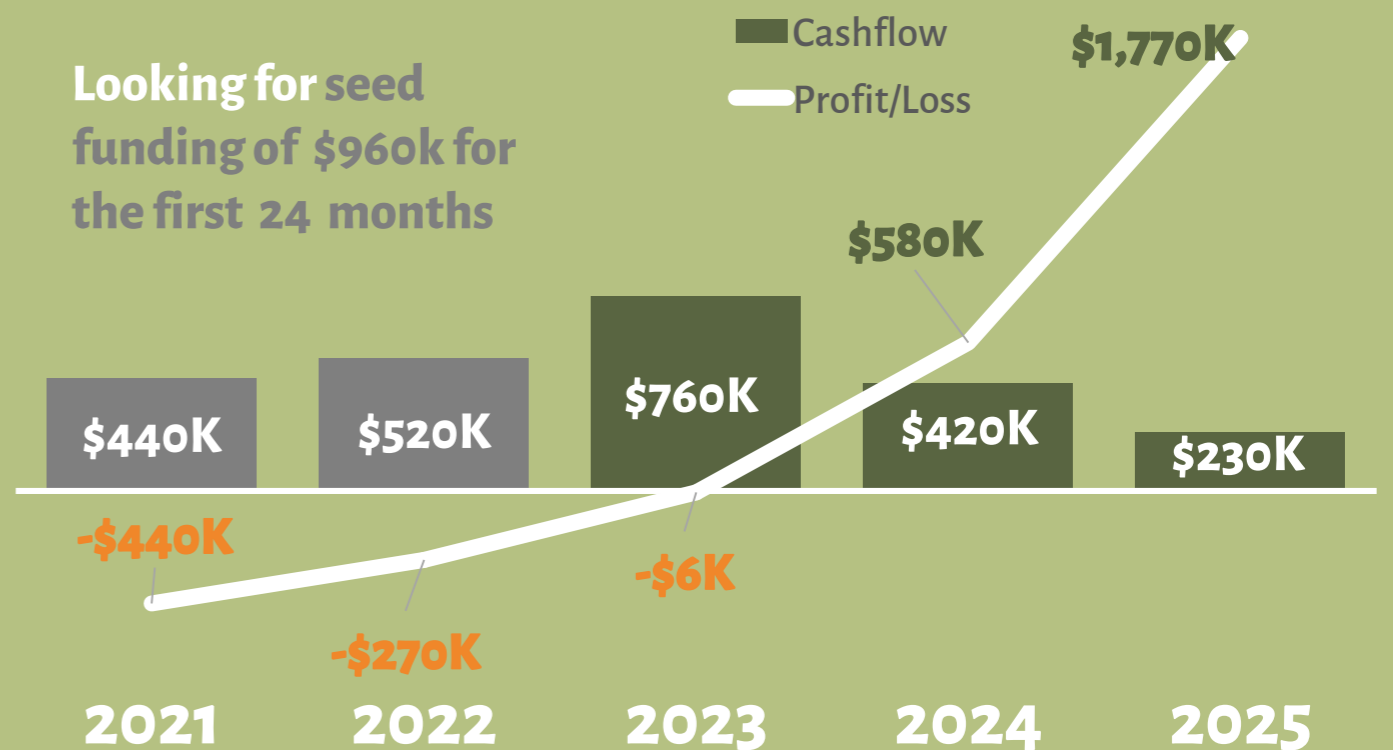 Cashflow
$1,770K
Looking for seed
funding of $960k for
the first 24 months
Profit/Loss
$580K
$760K
$440K
$520K
$420K
$230K
-$440K
-$6K
-$270K
2021 2022 2023 2024 2025